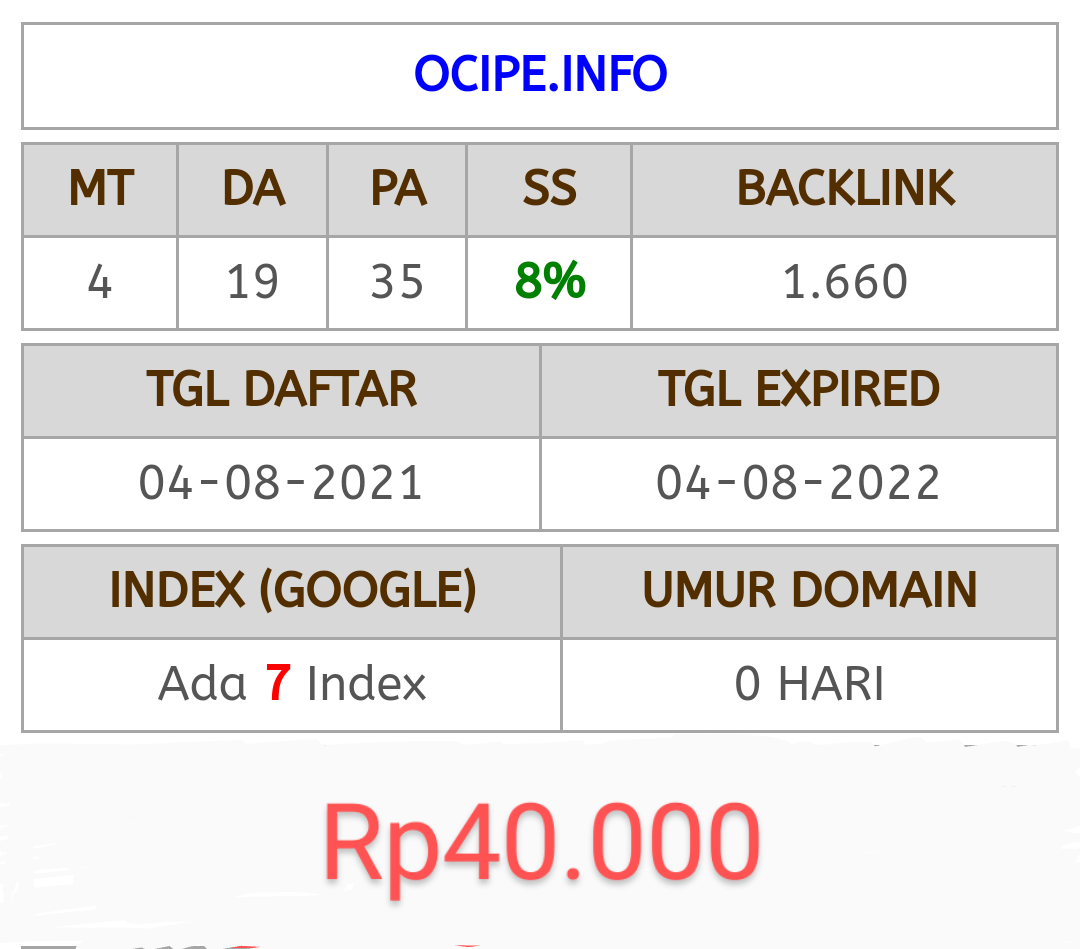 OCIPE.INFO
MT DA PA SS BACKLINK
4 19 35 8% 1.660
TGL DAFTAR TGL EXPIRED
04-08-2021 04-08-2022
INDEX (GOOGLE) UMUR DOMAIN
Ada 7 Index 0 HARI
Rp40.000